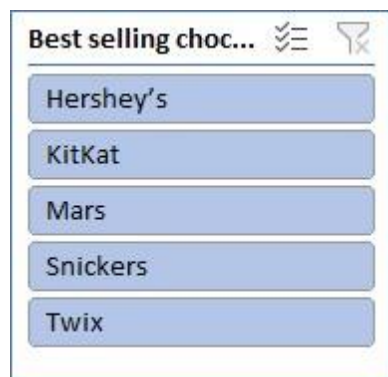 Best selling choc...
Hershey’s
KitKat
Mars
Snickers
Twix